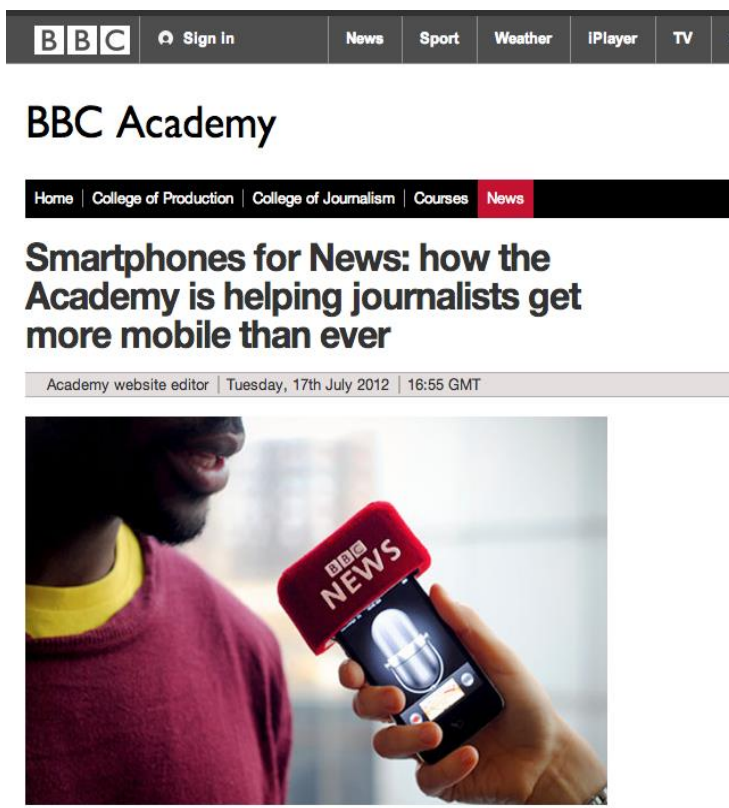 BBC Sign in News Sport Weather iPlayer TV
BBC Academy
Home College of Production College of Journalism Courses News
Smartphones for News: how the
Academy is helping journalists get
more mobile than ever
Academy website editor Tuesday, 17th July 2012 16:55 GMT
BBC
NEWS